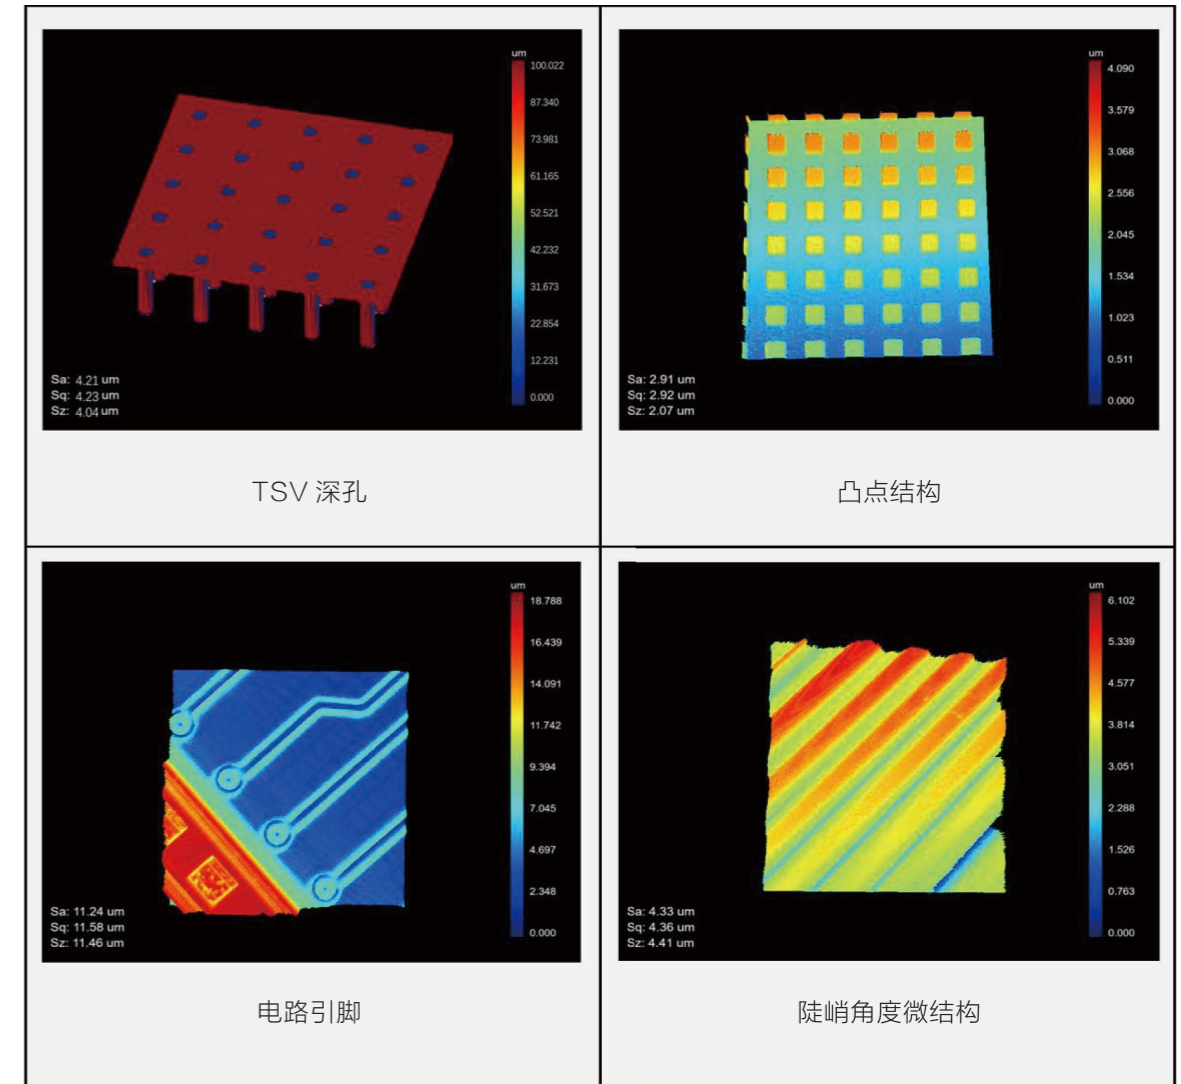 um
100.022
87.340
73.981
61.165
52.521
42.232
31.673
22.854
12.231
0.000
Sa: 4.21 um
Sq: 4.23 um
Sz: 4.04 um
TSV 深孔
um
4.090
3.579
3.068
2.556
2.045
1.534
1.023
0.511
0.000
Sa: 2.91 um
Sq: 2.92 um
Sz: 2.07 um
凸点结构
um
18.788
16.439
14.091
11.742
9.394
7.045
4.697
2.348
0.000
Sa: 11.24 um
Sq: 11.58 um
Sz: 11.46 um
电路引脚
um
6.102
5.339
4.577
3.814
3.051
2.288
1.526
0.763
0.000
Sa: 4.33 um
Sq: 4.36 um
Sz: 4.41 um
陡峭角度微结构